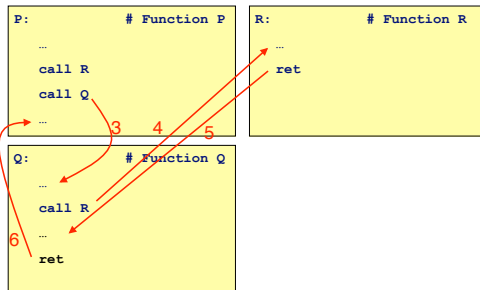 P: # Function P
…
call R
call Q
…
R: # Function R
…
ret
3
4
5
Q: # Function Q
…
call R
…
ret
6